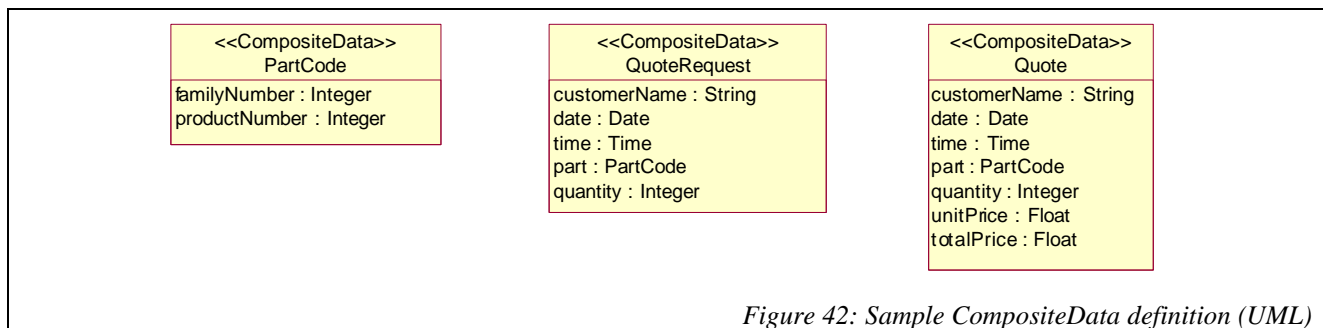 <<CompositeData>>
PartCode
familyNumber : Integer
productNumber : Integer
<<CompositeData>>
QuoteRequest
customerName : String
date : Date
time : Time
part : PartCode
quantity : Integer
<<CompositeData>>
Quote
customerName : String
date : Date
time : Time
part : PartCode
quantity : Integer
unitPrice : Float
totalPrice : Float
Figure 42: Sample CompositeData definition (UML)